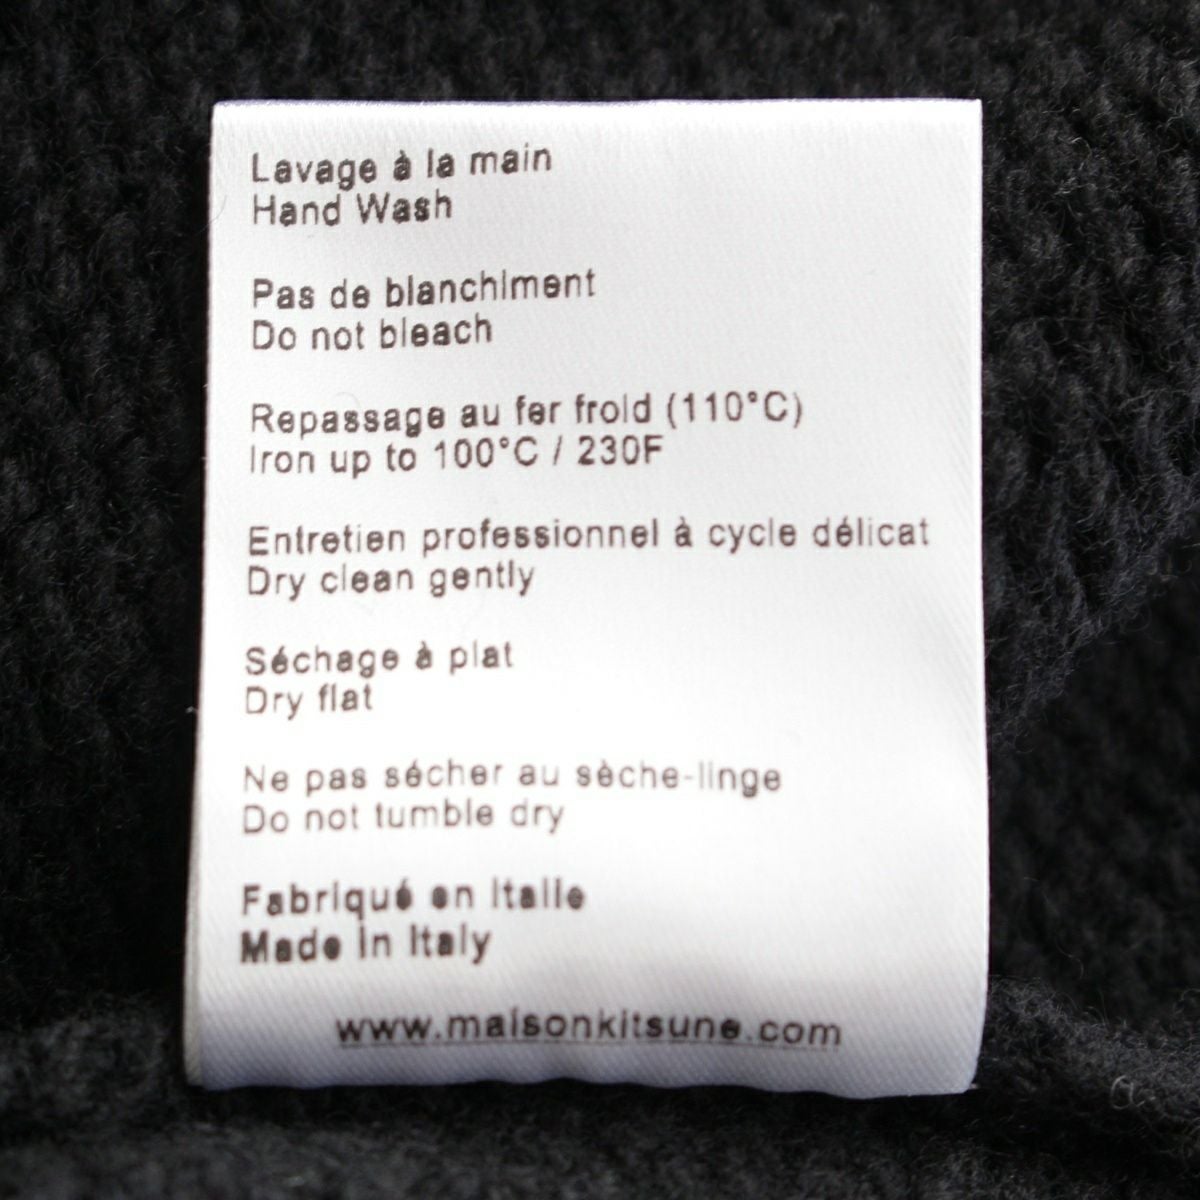 Lavage à la main
Hand Wash
Pas de blanchiment
Do not bleach
Repassage au fer froid (110°C)
Iron up to 100°C / 230F
Entretien professionnel à cycle délicat
Dry clean gently
Séchage à plat
Dry flat
Ne pas sécher au sèche-linge
Do not tumble dry
Fabriqué en Italie
Made in Italy
www.maisonkitsune.com